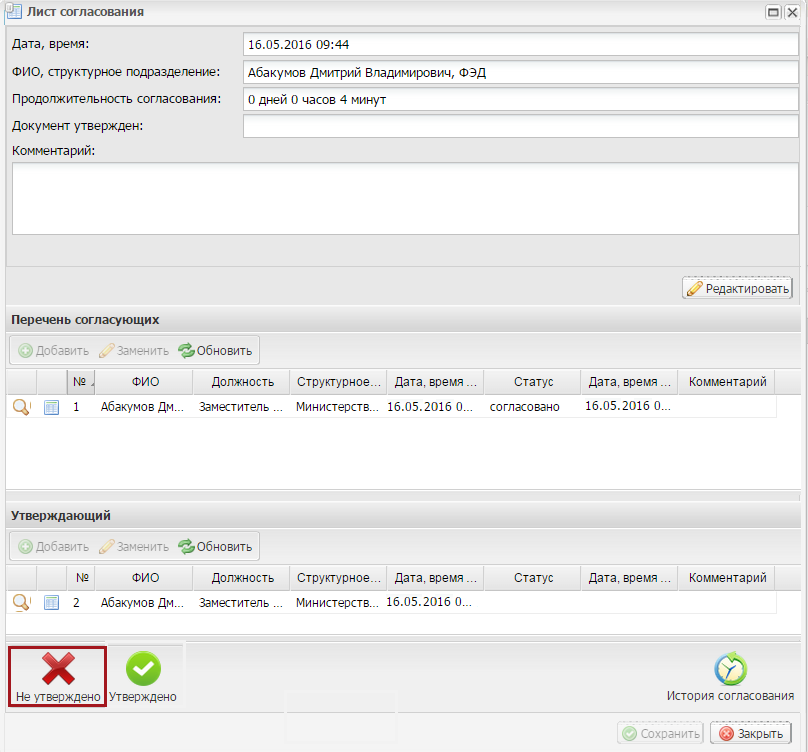 Лист согласования
Дата, время: 16.05.2016 09:44
ФИО, структурное подразделение: Абакумов Дмитрий Владимирович, ФЭД
Продолжительность согласования: 0 дней 0 часов 4 минут
Документ утвержден:
Комментарий:
Редактировать
Перечень согласующих
Добавить Заменить Обновить
№ ФИО Должность Структурное... Дата, время ... Статус Дата, время ... Комментарий
1 Абакумов Дм... Заместитель ... Министерств... 16.05.2016 0... согласовано 16.05.2016 0...
Утверждающий
Добавить Заменить Обновить
№ ФИО Должность Структурное... Дата, время ... Статус Дата, время ... Комментарий
2 Абакумов Дм... Заместитель ... Министерств... 16.05.2016 0...
Не утверждено Утверждено История согласования
Сохранить Закрыть